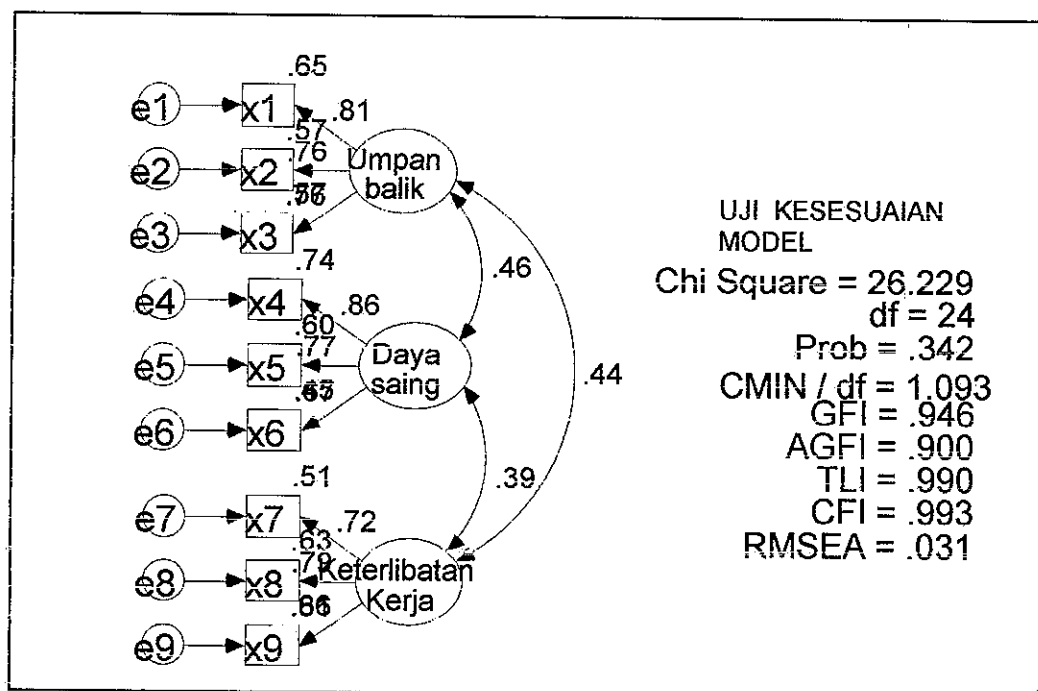 .65
e1 x1 .81
.57
e2 x2 .76 Umpan
balik
e3 x3
.74
e4 x4 .86
.60
e5 x5 .77 Daya
saing
e6 x6
.51
e7 x7 .72
.63
e8 x8 .79 Keterlibatan
Kerja
e9 x9
.46
.44
.39
UJI KESESUAIAN
MODEL
Chi Square = 26.229
df = 24
Prob = .342
CMIN / df = 1.093
GFI = .946
AGFI = .900
TLI = .990
CFI = .993
RMSEA = .031